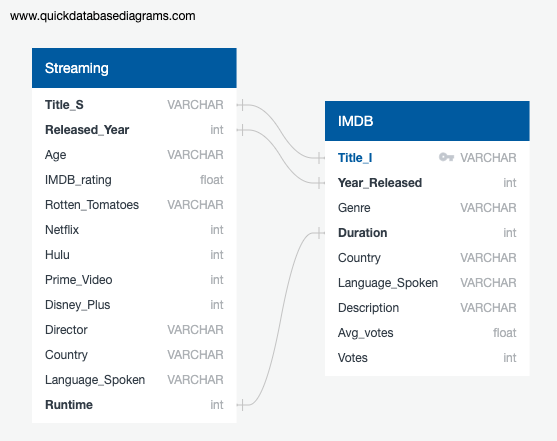 www.quickdatabasediagrams.com
Streaming
Title_S VARCHAR
Released_Year int
Age VARCHAR
IMDB_rating float
Rotten_Tomatoes VARCHAR
Netflix int
Hulu int
Prime_Video int
Disney_Plus int
Director VARCHAR
Country VARCHAR
Language_Spoken VARCHAR
Runtime int
IMDB
Title_I VARCHAR
Year_Released int
Genre VARCHAR
Duration int
Country VARCHAR
Language_Spoken VARCHAR
Description VARCHAR
Avg_votes float
Votes int